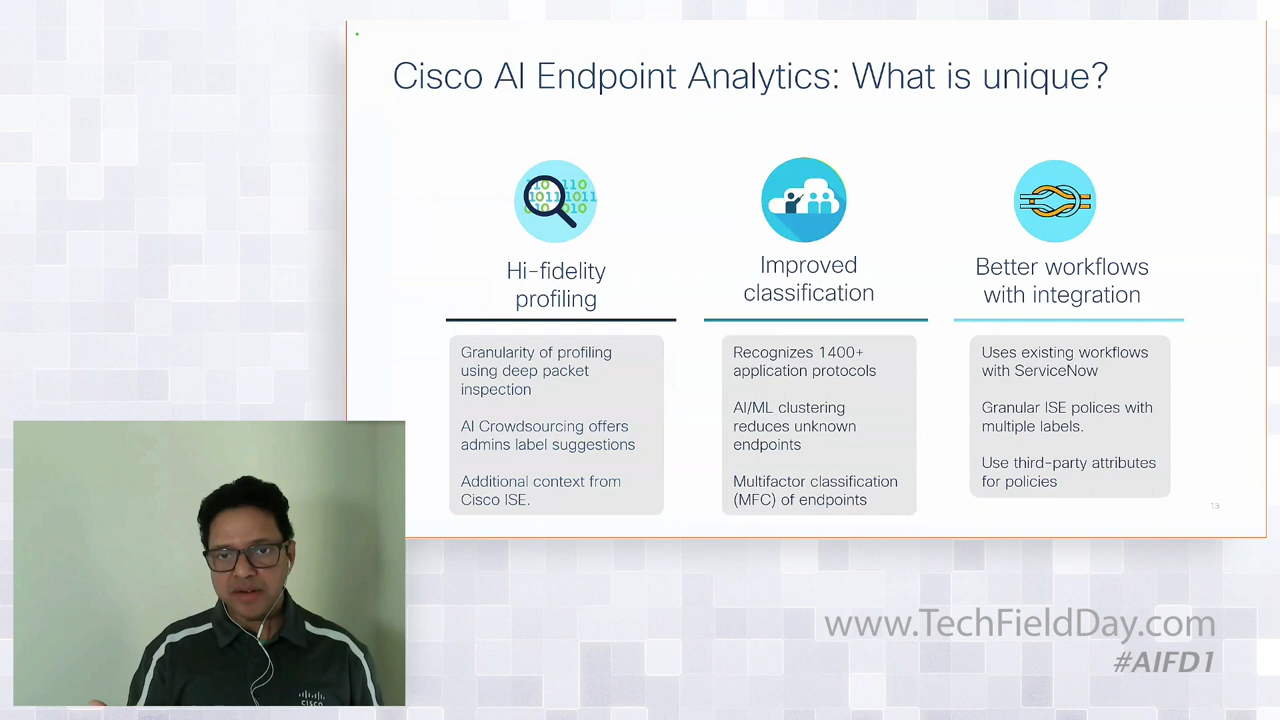 Cisco AI Endpoint Analytics: What is unique?
Hi-fidelity
profiling
Granularity of profiling
using deep packet
inspection
AI Crowdsourcing offers
admins label suggestions
Additional context from
Cisco ISE.
Improved
classification
Recognizes 1400+
application protocols
AI/ML clustering
reduces unknown
endpoints
Multifactor classification
(MFC) of endpoints
Better workflows
with integration
Uses existing workflows
with ServiceNow
Granular ISE polices with
multiple labels.
Use third-party attributes
for policies
13
CISCO
www.TechFieldDay.com
#AIFD1